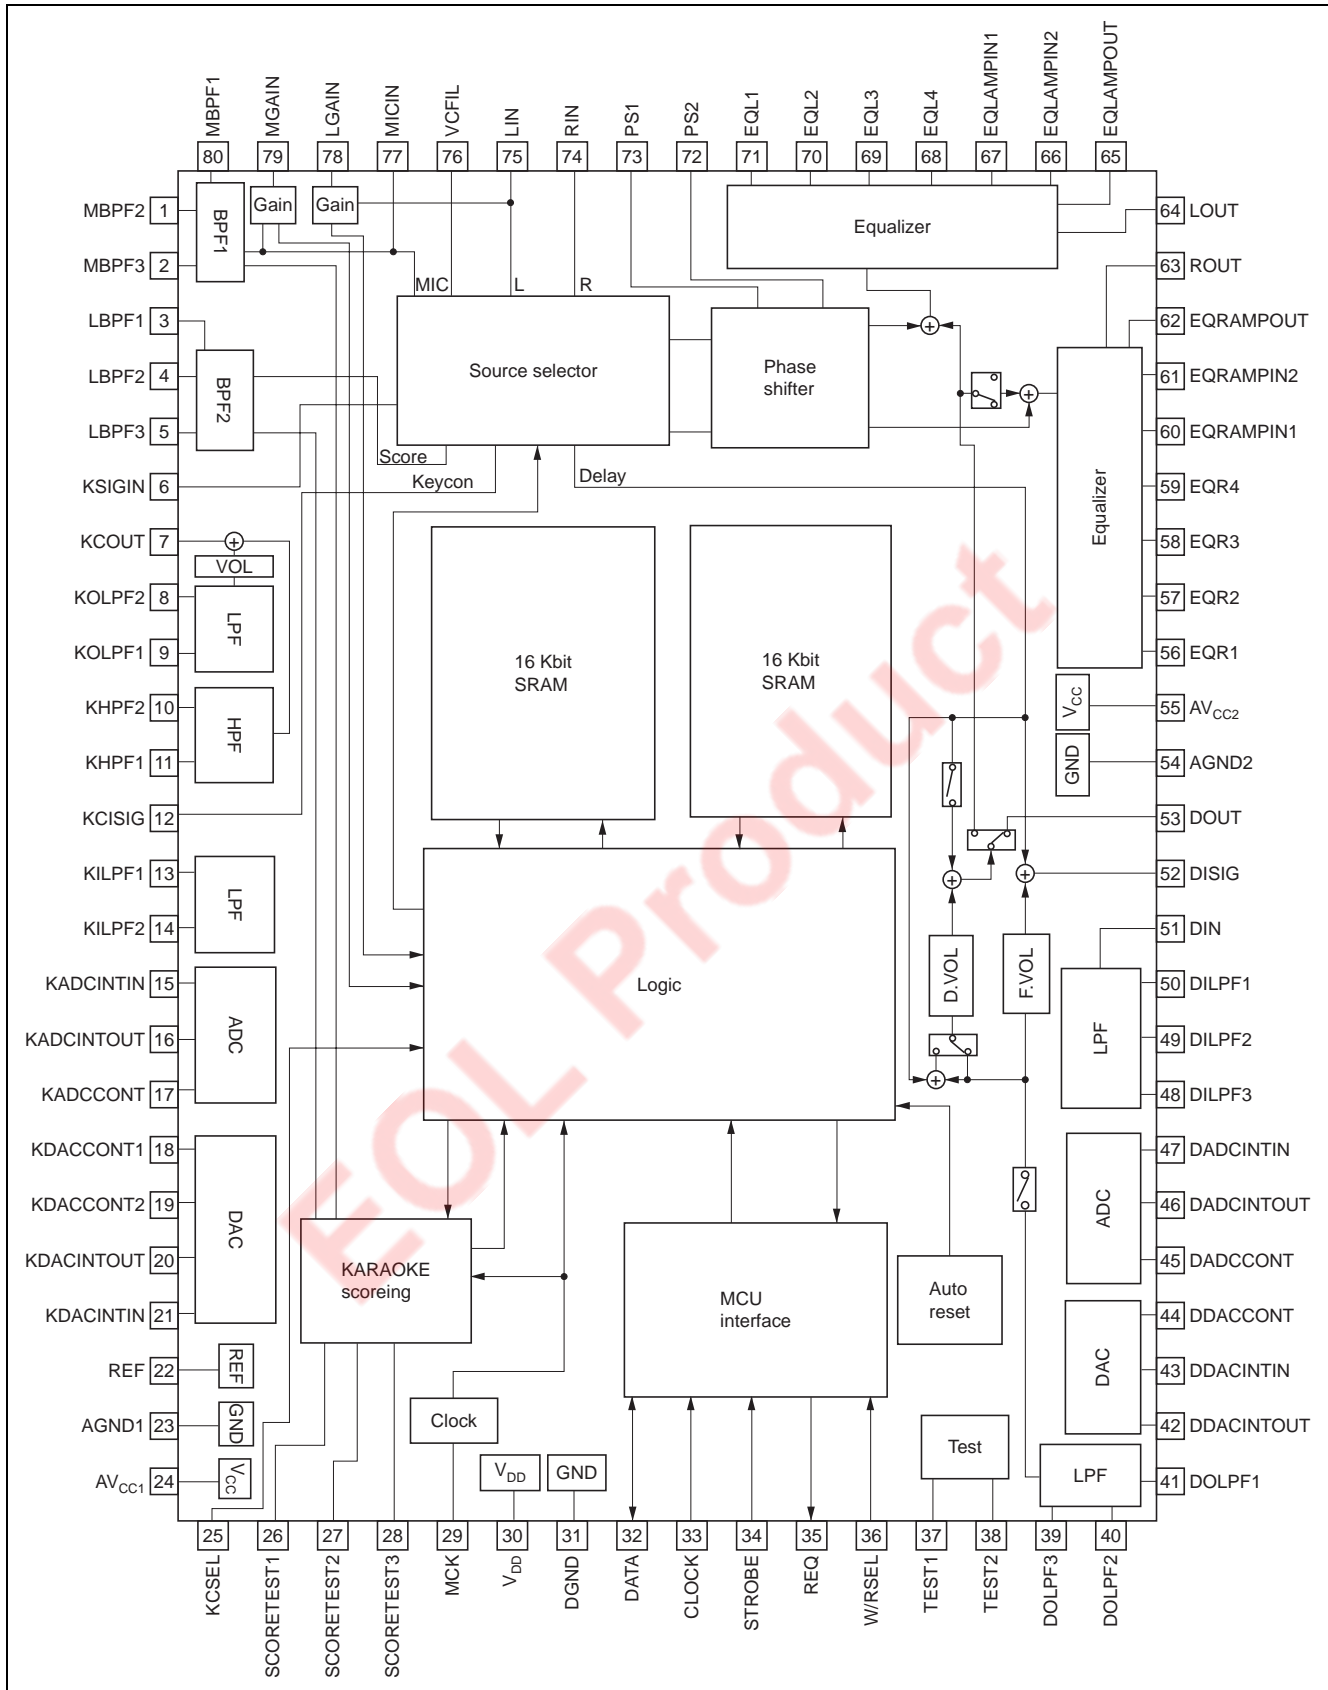 MBPF1
MGAIN
LGAIN
MICIN
VCFIL
LIN
RIN
PS1
PS2
EQL1
EQL2
EQL3
EQL4
EQLAMPIN1
EQLAMPIN2
EQLAMPOUT
80
79
78
77
76
75
74
73
72
71
70
69
68
67
66
65
MBPF2 1
MBPF3 2
LBPF1 3
LBPF2 4
LBPF3 5
KSIGIN 6
KCOUT 7
KOLPF2 8
KOLPF1 9
KHPF2 10
KHPF1 11
KCISIG 12
KILPF1 13
KILPF2 14
KADCINTIN 15
KADCINTOUT 16
KADCCONT 17
KDACCONT1 18
KDACCONT2 19
KDACINTOUT 20
KDACINTIN 21
REF 22
AGND1 23
AVCC1 24
BPF1
Gain
Gain
BPF2
MIC
L
R
Source selector
Score
Keycon
Delay
Phase
shifter
Equalizer
Equalizer
+
+
+
VOL
LPF
HPF
LPF
ADC
DAC
REF
GND
VCC
16 Kbit
SRAM
16 Kbit
SRAM
Logic
VCC
GND
+
+
D.VOL
F.VOL
+
LPF
ADC
DAC
LPF
KARAOKE
scoreing
MCU
interface
Auto
reset
Clock
VDD
GND
Test
64 LOUT
63 ROUT
62 EQRAMPOUT
61 EQRAMPIN2
60 EQRAMPIN1
59 EQR4
58 EQR3
57 EQR2
56 EQR1
55 AVCC2
54 AGND2
53 DOUT
52 DISIG
51 DIN
50 DILPF1
49 DILPF2
48 DILPF3
47 DADCINTIN
46 DADCINTOUT
45 DADCCONT
44 DDACCONT
43 DDACINTIN
42 DDACINTOUT
41 DOLPF1
25
26
27
28
29
30
31
32
33
34
35
36
37
38
39
40
KCSEL
SCORETEST1
SCORETEST2
SCORETEST3
MCK
VDD
DGND
DATA
CLOCK
STROBE
REQ
W/RSEL
TEST1
TEST2
DOLPF3
DOLPF2
EOL Product